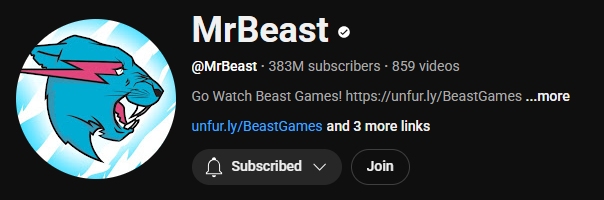 MrBeast
@MrBeast · 383M subscribers · 859 videos
Go Watch Beast Games! https://unfur.ly/BeastGames ...more
unfur.ly/BeastGames and 3 more links
Subscribed Join